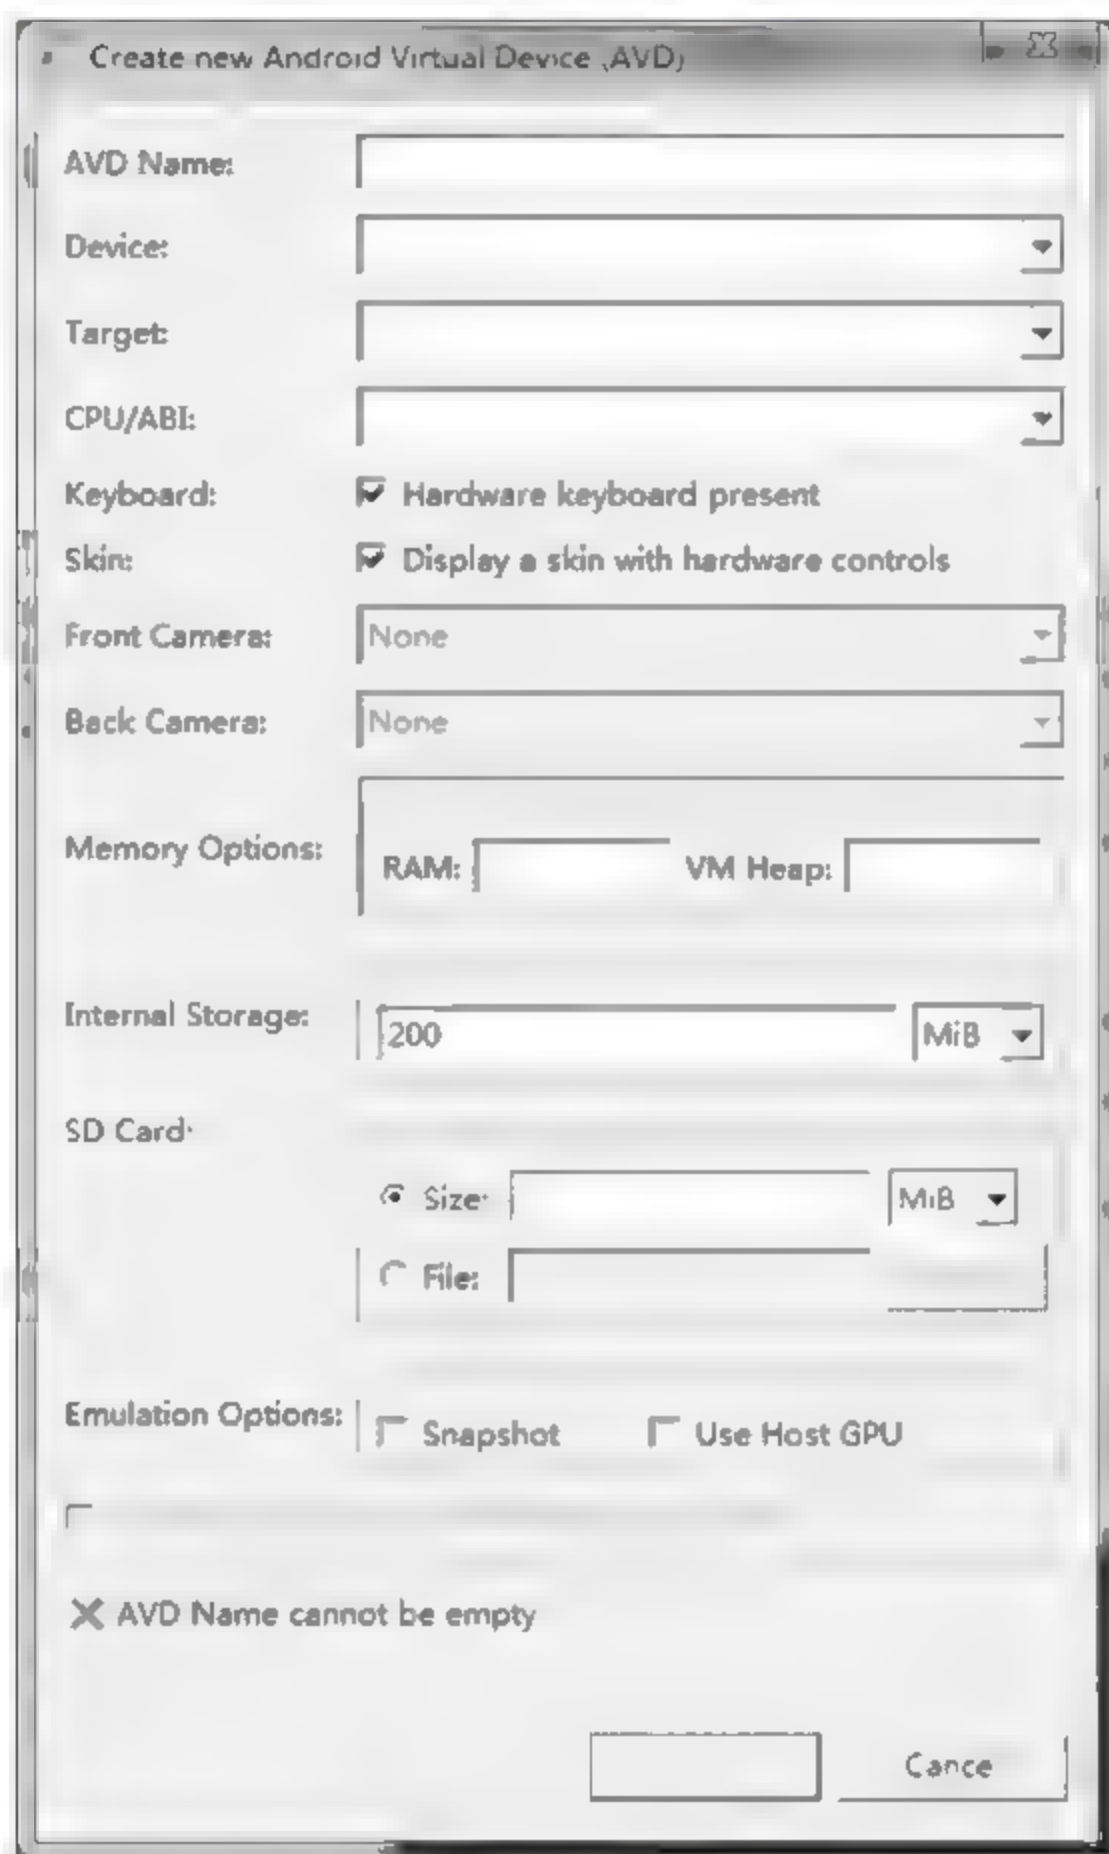 Create new Android Virtual Device (AVD)
AVD Name:
Device:
Target:
CPU/ABI:
Keyboard: Hardware keyboard present
Skin: Display a skin with hardware controls
Front Camera: None
Back Camera: None
Memory Options: RAM: VM Heap:
Internal Storage: 200 MiB
SD Card:
Size: MiB
File:
Emulation Options: Snapshot Use Host GPU
AVD Name cannot be empty
Cance